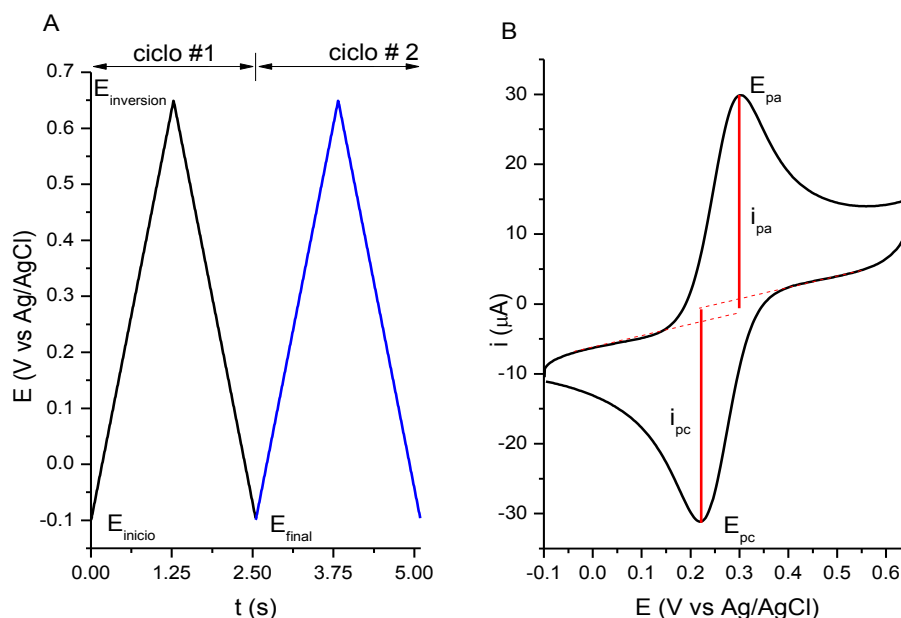 A
ciclo #1
ciclo # 2
0.7
E inversion
0.6
0.5
0.4
0.3
0.2
0.1
0.0
-0.1
E inicio
E final
0.00
1.25
2.50
3.75
5.00
t (s)
E (V vs Ag/AgCl)
B
E pa
30
20
i pa
10
0
i (μA)
-10
i pc
-20
-30
E pc
-0.1
0.0
0.1
0.2
0.3
0.4
0.5
0.6
E (V vs Ag/AgCl)